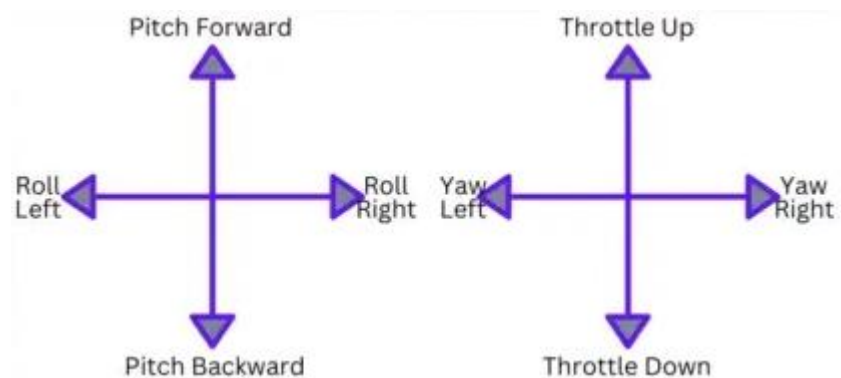 Pitch Forward
Throttle Up
Roll
Left
Roll
Right
Yaw
Left
Yaw
Right
Pitch Backward
Throttle Down